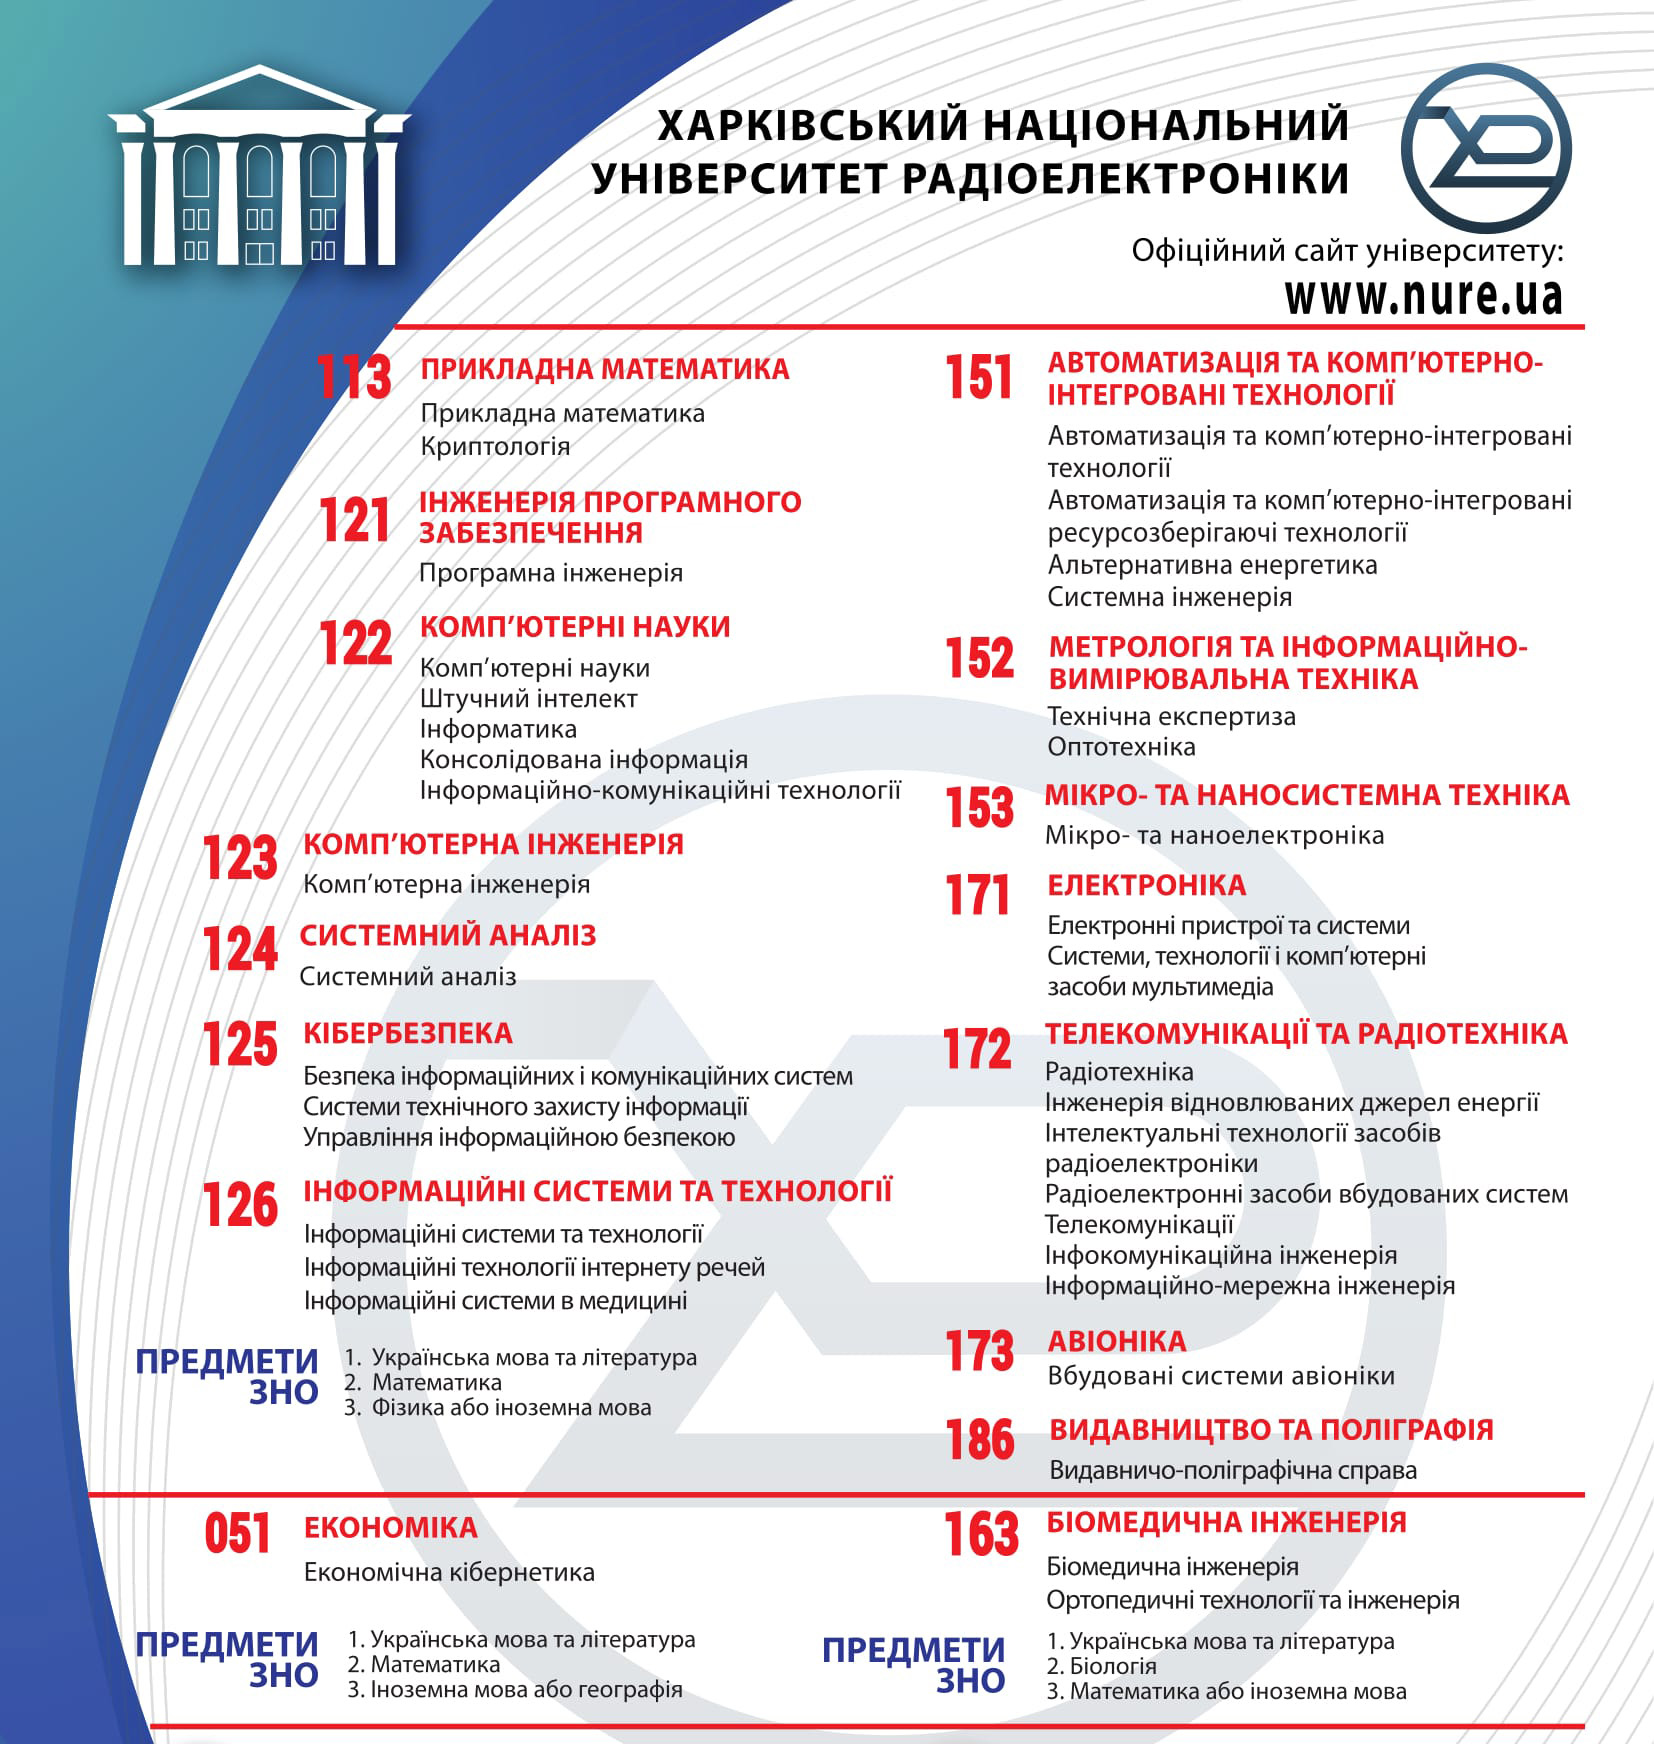 ХАРКІВСЬКИЙ НАЦІОНАЛЬНИЙ
УНІВЕРСИТЕТ РАДІОЕЛЕКТРОНІКИ
Офіційний сайт університету:
www.nure.ua
113 ПРИКЛАДНА МАТЕМАТИКА
Прикладна математика
Криптологія
121 ІНЖЕНЕРІЯ ПРОГРАМНОГО
ЗАБЕЗПЕЧЕННЯ
Програмна інженерія
122 КОМП’ЮТЕРНІ НАУКИ
Комп’ютерні науки
Штучний інтелект
Інформатика
Консолідована інформація
Інформаційно-комунікаційні технології
123 КОМП’ЮТЕРНА ІНЖЕНЕРІЯ
Комп’ютерна інженерія
124 СИСТЕМНИЙ АНАЛІЗ
Системний аналіз
125 КІБЕРБЕЗПЕКА
Безпека інформаційних і комунікаційних систем
Системи технічного захисту інформації
Управління інформаційною безпекою
126 ІНФОРМАЦІЙНІ СИСТЕМИ ТА ТЕХНОЛОГІЇ
Інформаційні системи та технології
Інформаційні технології інтернету речей
Інформаційні системи в медицині
ПРЕДМЕТИ
ЗНО
1. Українська мова та література
2. Математика
3. Фізика або іноземна мова
151 АВТОМАТИЗАЦІЯ ТА КОМП’ЮТЕРНО-
ІНТЕГРОВАНІ ТЕХНОЛОГІЇ
Автоматизація та комп’ютерно-інтегровані
технології
Автоматизація та комп’ютерно-інтегровані
ресурсозберігаючі технології
Альтернативна енергетика
Системна інженерія
152 МЕТРОЛОГІЯ ТА ІНФОРМАЦІЙНО-
ВИМІРЮВАЛЬНА ТЕХНІКА
Технічна експертиза
Оптотехніка
153 МІКРО- ТА НАНОСИСТЕМНА ТЕХНІКА
Мікро- та наноелектроніка
171 ЕЛЕКТРОНІКА
Електронні пристрої та системи
Системи, технології і комп’ютерні
засоби мультимедіа
172 ТЕЛЕКОМУНІКАЦІЇ ТА РАДІОТЕХНІКА
Радіотехніка
Інженерія відновлюваних джерел енергії
Інтелектуальні технології засобів
радіоелектроніки
Радіоелектронні засоби вбудованих систем
Телекомунікації
Інфокомунікаційна інженерія
Інформаційно-мережна інженерія
173 АВІОНІКА
Вбудовані системи авіоніки
186 ВИДАВНИЦТВО ТА ПОЛІГРАФІЯ
Видавничо-поліграфічна справа
051 ЕКОНОМІКА
Економічна кібернетика
ПРЕДМЕТИ
ЗНО
1. Українська мова та література
2. Математика
3. Іноземна мова або географія
163 БІОМЕДИЧНА ІНЖЕНЕРІЯ
Біомедична інженерія
Ортопедичні технології та інженерія
ПРЕДМЕТИ
ЗНО
1. Українська мова та література
2. Біологія
3. Математика або іноземна мова